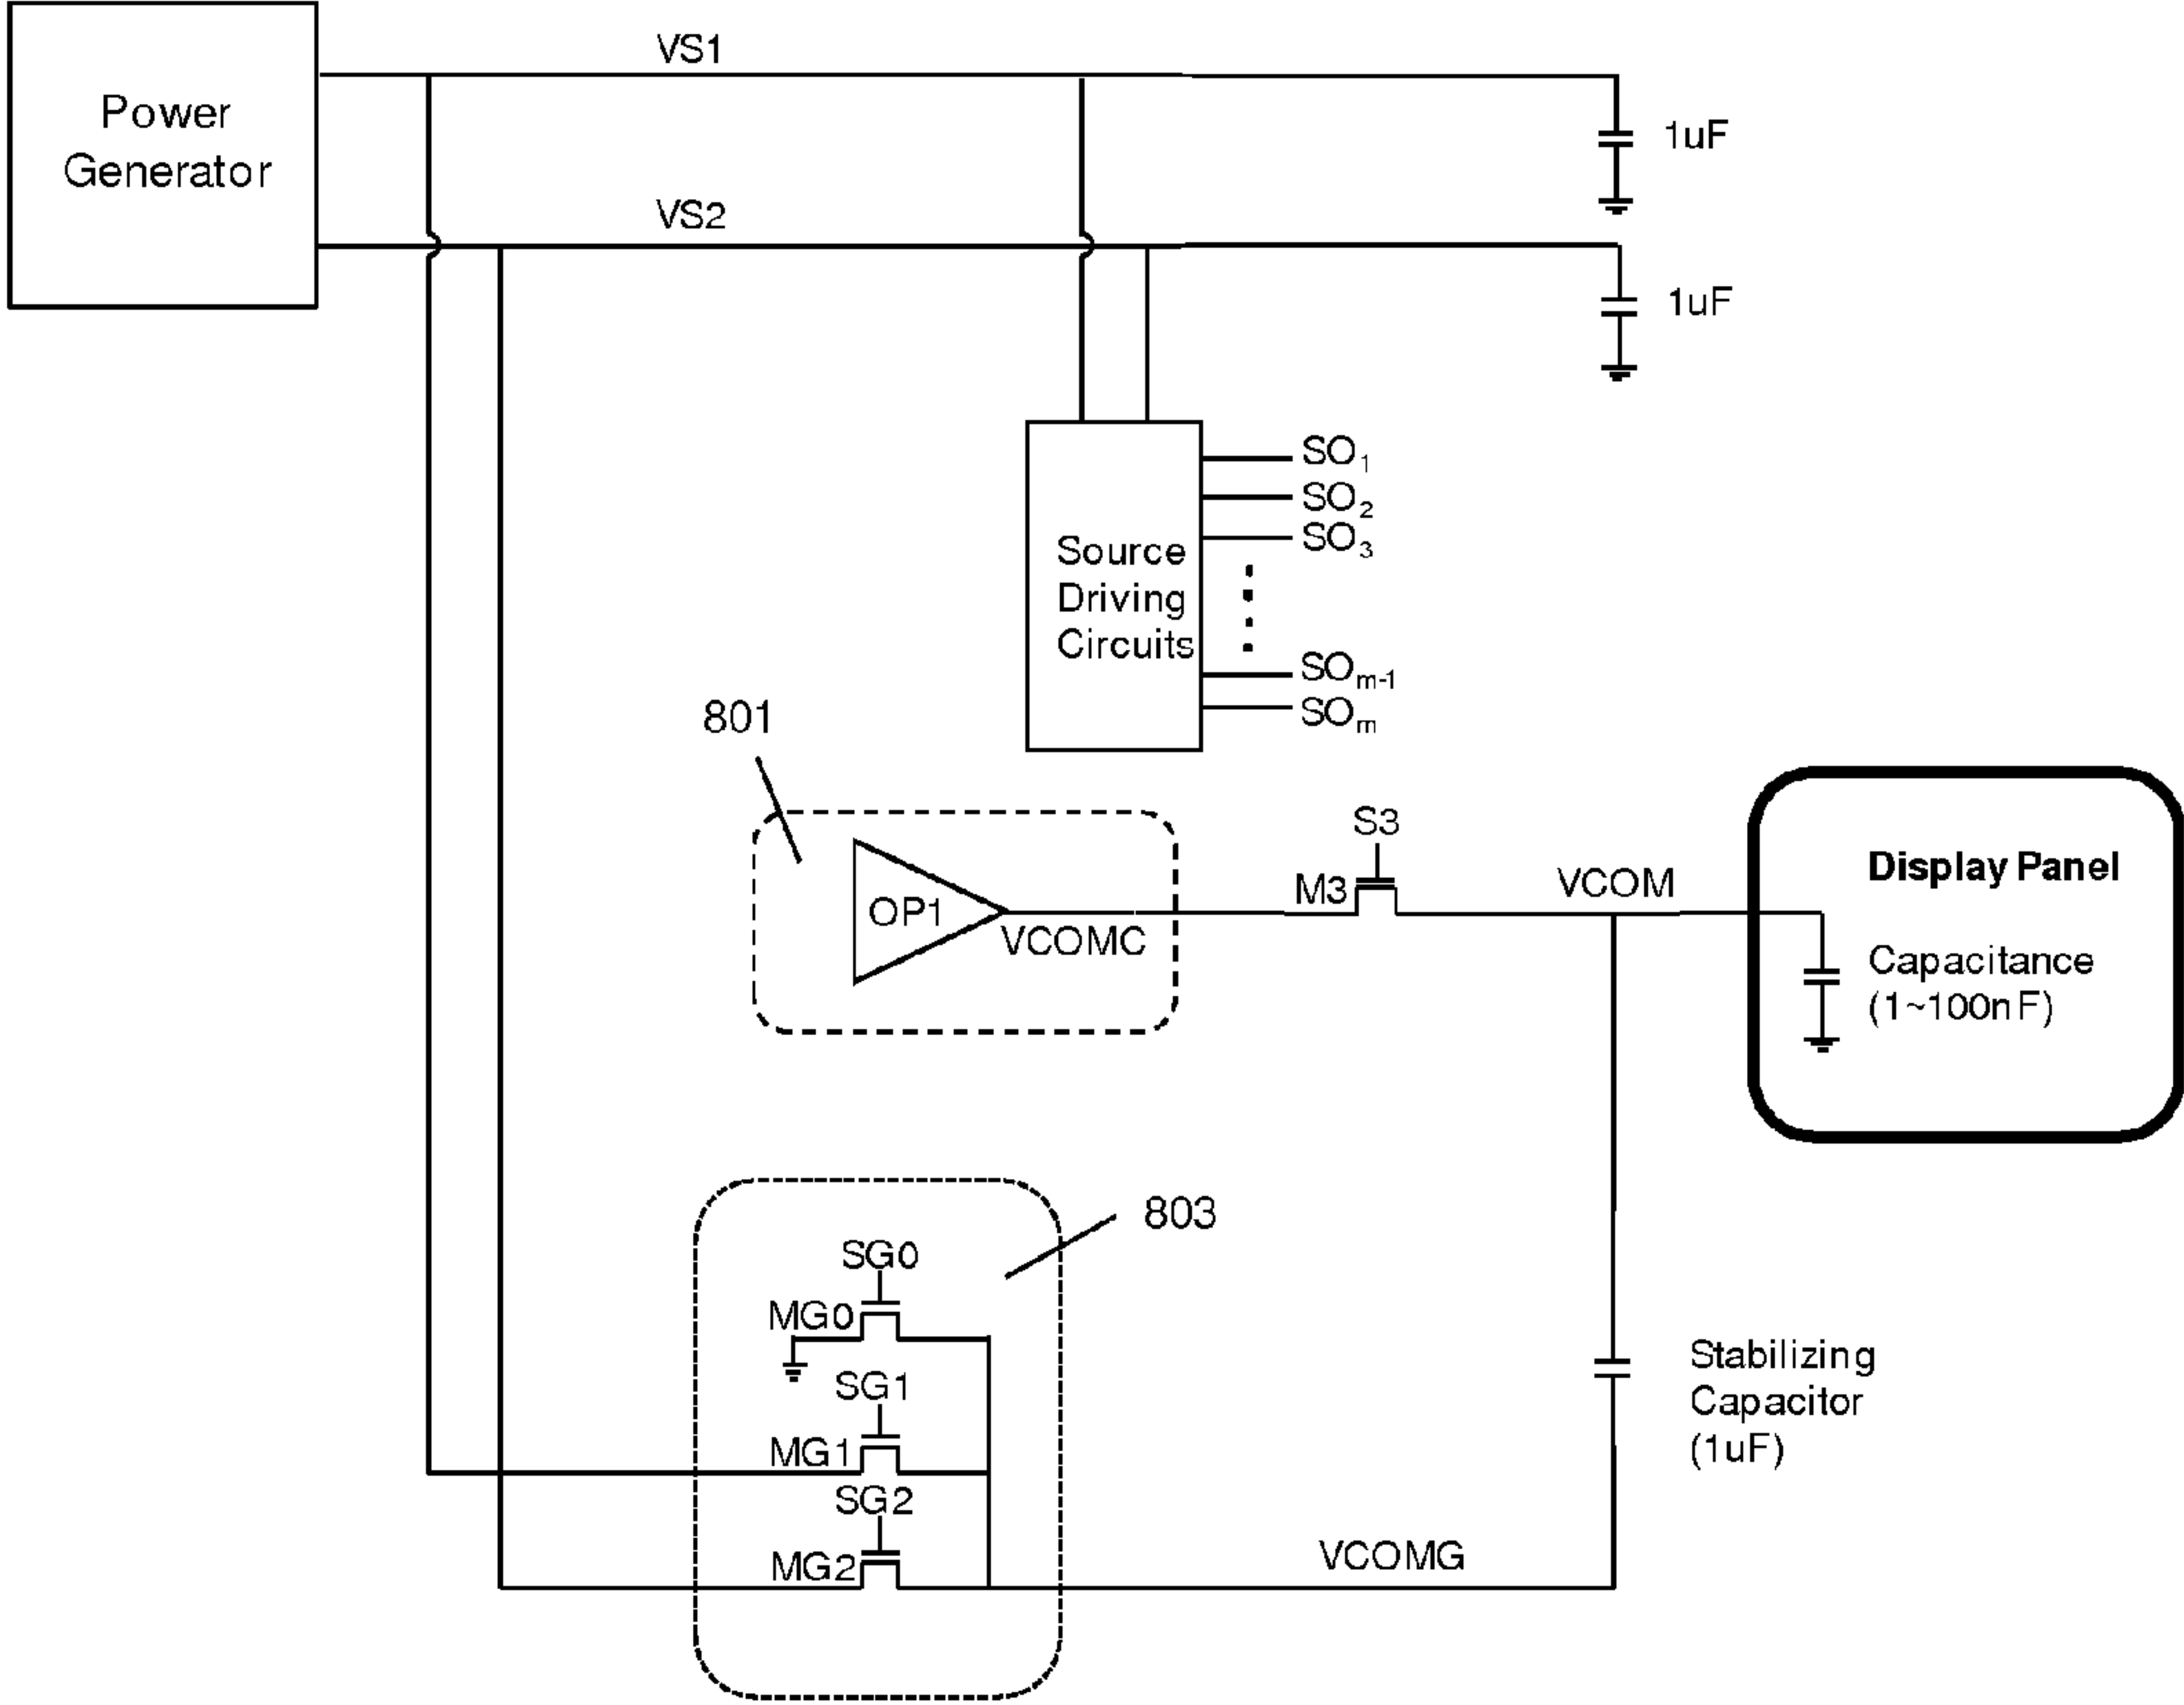 Power
Generator
VS1
1uF
VS2
1uF
Source
Driving
Circuits
SO1
SO2
SO3
SOm-1
SOm
801
OP1
VCOMC
S3
M3
VCOM
Display Panel
Capacitance
(1~100nF)
803
SG0
MG0
SG1
MG1
SG2
MG2
VCOMG
Stabilizing
Capacitor
(1uF)